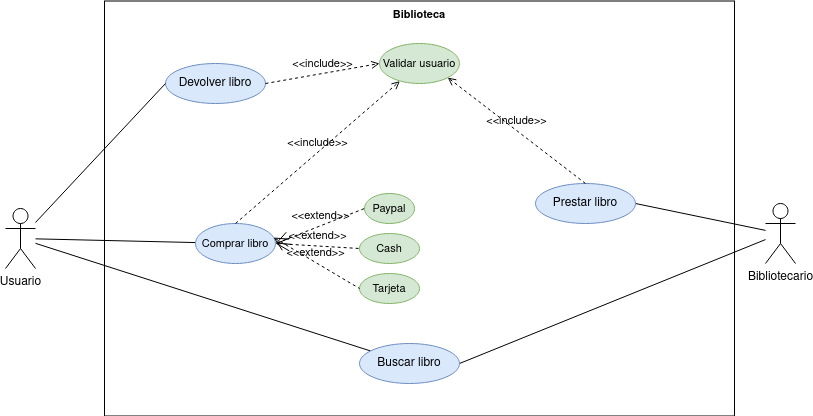 Biblioteca
Devolver libro
<<include>>
Validar usuario
<<include>>
<<include>>
Prestar libro
Paypal
<<extend>>
Comprar libro
<<extend>>
Cash
<<extend>>
Tarjeta
Usuario
Bibliotecario
Buscar libro